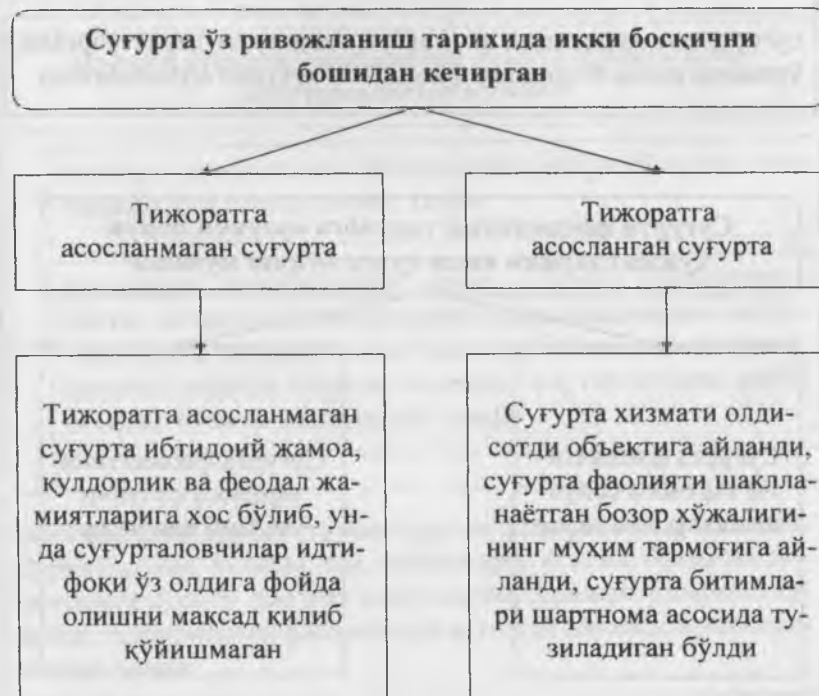 Суғурта ўз ривожланиш тарихида икки босқични
бошидан кечирган
Тижоратга
асосланмаган суғурта
Тижоратга
асосланган суғурта
Тижоратга асосланмаган
суғурта ибтидоий жамоа,
қулдорлик ва феодал жа-
миятларига хос бўлиб, ун-
да суғурталовчилар идти-
фоқи ўз олдига фойда
олишни мақсад қилиб
қўйишмаган
Суғурта хизмати олди-
сотди объектига айланди,
суғурта фаолияти шаклла-
наётган бозор хўжалиги-
нинг муҳим тармоғига ай-
ланди, суғурта битимла-
ри шартнома асосида ту-
зиладиган бўлди